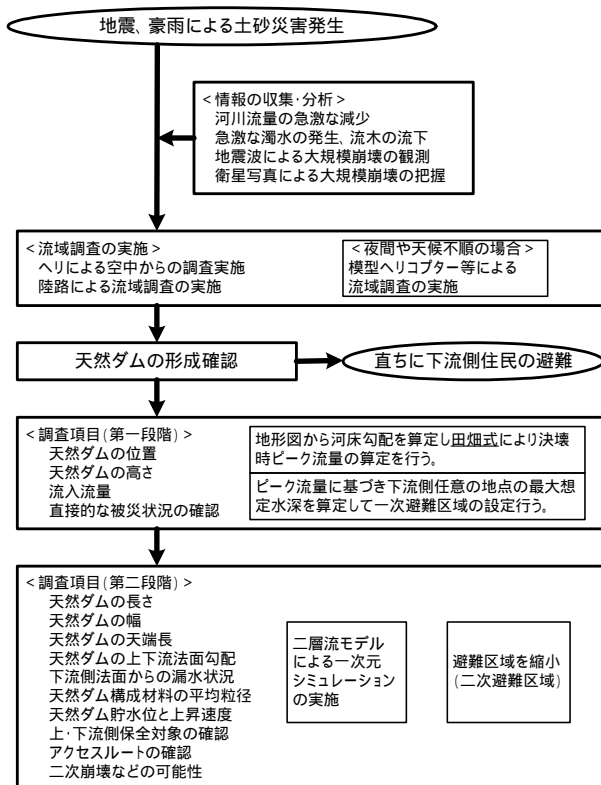 地震、豪雨による土砂災害発生
<情報の収集・分析>
河川流量の急激な減少
急激な濁水の発生、流木の流下
地震波による大規模崩壊の観測
衛星写真による大規模崩壊の把握
<流域調査の実施>
ヘリによる空中からの調査実施
陸路による流域調査の実施
<夜間や天候不順の場合>
模型ヘリコプター等による
流域調査の実施
天然ダムの形成確認
直ちに下流側住民の避難
<調査項目(第一段階)>
天然ダムの位置
天然ダムの高さ
流入流量
直接的な被災状況の確認
地形図から河床勾配を算定し田畑式により決壊
時ピーク流量の算定を行う。
ピーク流量に基づき下流側任意の地点の最大想
定水深を算定して一次避難区域の設定行う。
<調査項目(第二段階)>
天然ダムの長さ
天然ダムの幅
天然ダムの天端長
天然ダムの上下流法面勾配
下流側法面からの漏水状況
天然ダム構成材料の平均粒径
天然ダム貯水位と上昇速度
上・下流側保全対象の確認
アクセスルートの確認
二次崩壊などの可能性
二層流モデル
による一次元
シミュレーション
の実施
避難区域を縮小
(二次避難区域)